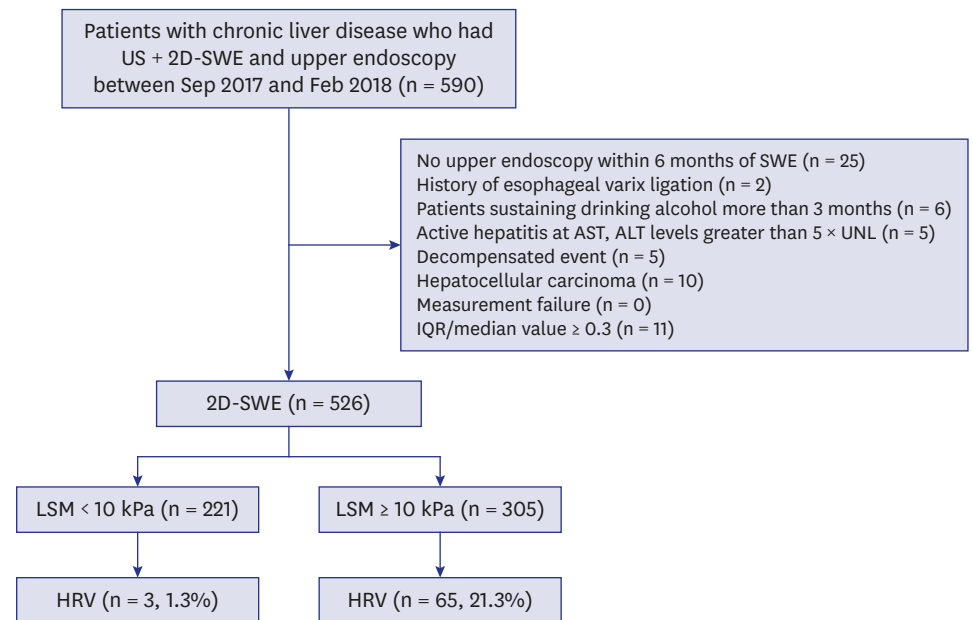 Patients with chronic liver disease who had
US + 2D-SWE and upper endoscopy
between Sep 2017 and Feb 2018 (n = 590)
No upper endoscopy within 6 months of SWE (n = 25)
History of esophageal varix ligation (n = 2)
Patients sustaining drinking alcohol more than 3 months (n = 6)
Active hepatitis at AST, ALT levels greater than 5 × UNL (n = 5)
Decompensated event (n = 5)
Hepatocellular carcinoma (n = 10)
Measurement failure (n = 0)
IQR/median value ≥ 0.3 (n = 11)
2D-SWE (n = 526)
LSM < 10 kPa (n = 221)
LSM ≥ 10 kPa (n = 305)
HRV (n = 3, 1.3%)
HRV (n = 65, 21.3%)